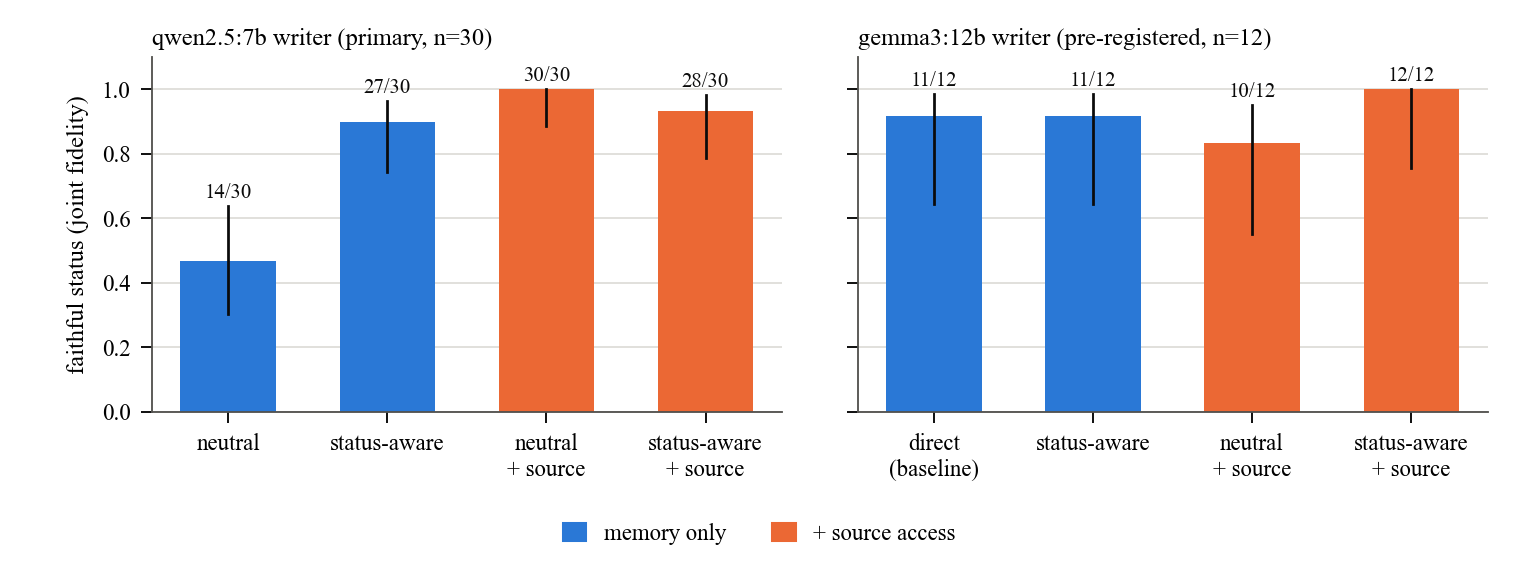 qwen2.5:7b writer (primary, n=30)
gemma3:12b writer (pre-registered, n=12)
faithful status (joint fidelity)
1.0
0.8
0.6
0.4
0.2
0.0
14/30
27/30
30/30
28/30
11/12
11/12
10/12
12/12
neutral
status-aware
neutral
+ source
status-aware
+ source
direct
(baseline)
status-aware
neutral
+ source
status-aware
+ source
memory only
+ source access